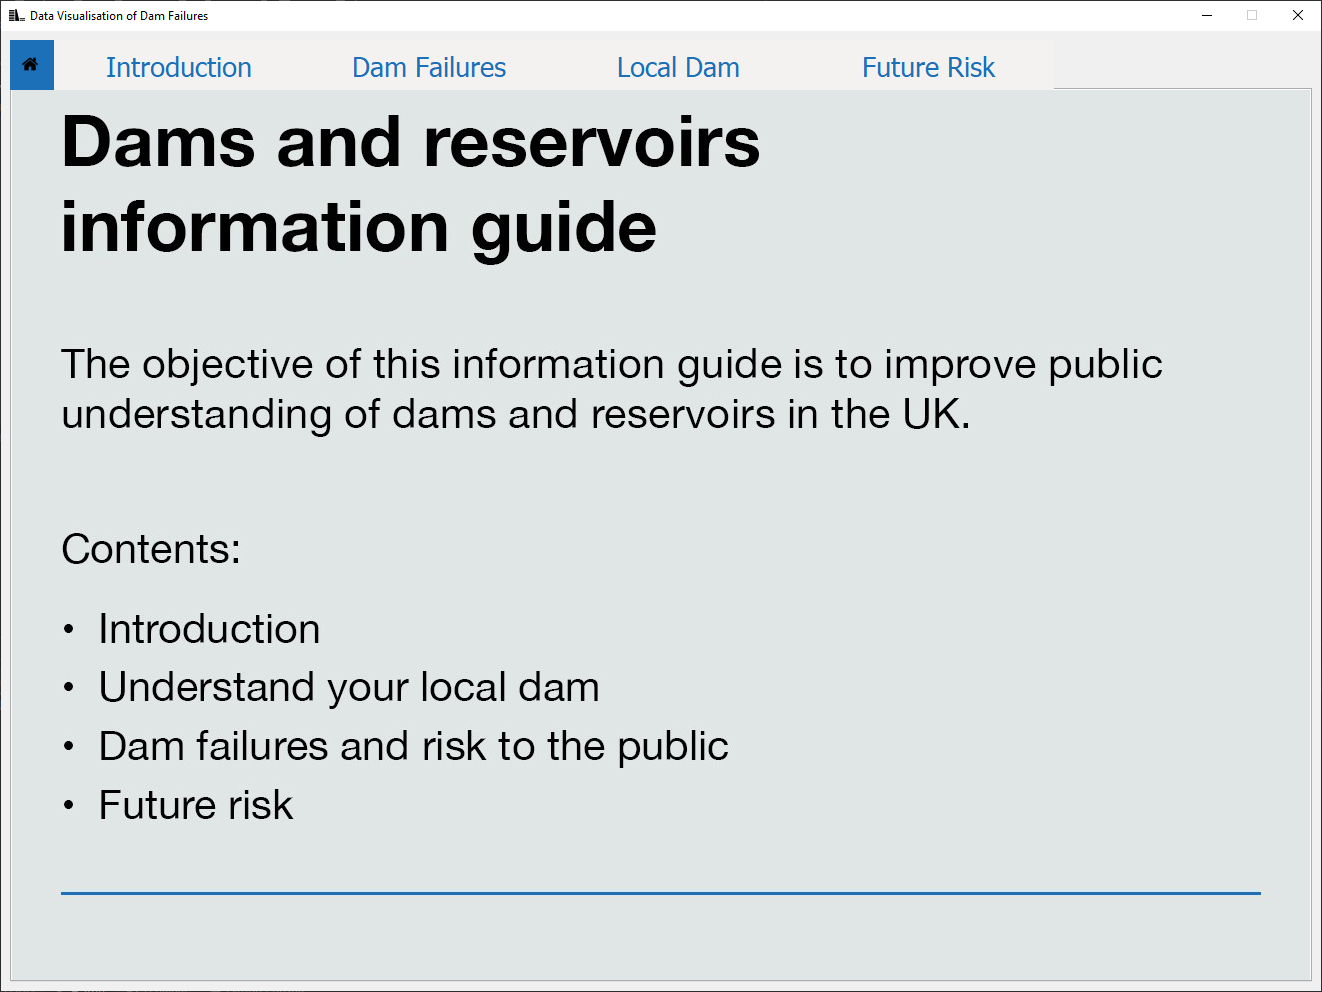 Data Visualisation of Dam Failures
Introduction
Dam Failures
Local Dam
Future Risk
Dams and reservoirs
information guide
The objective of this information guide is to improve public
understanding of dams and reservoirs in the UK.
Contents:
• Introduction
• Understand your local dam
• Dam failures and risk to the public
• Future risk